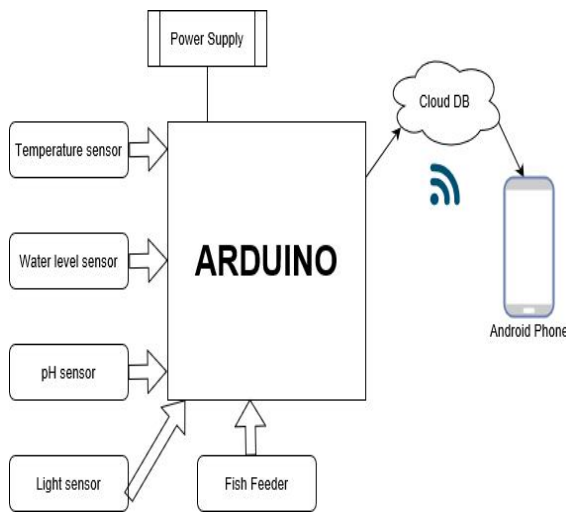 Power Supply
Cloud DB
Temperature sensor
Water level sensor
ARDUINO
Android Phone
pH sensor
Light sensor
Fish Feeder